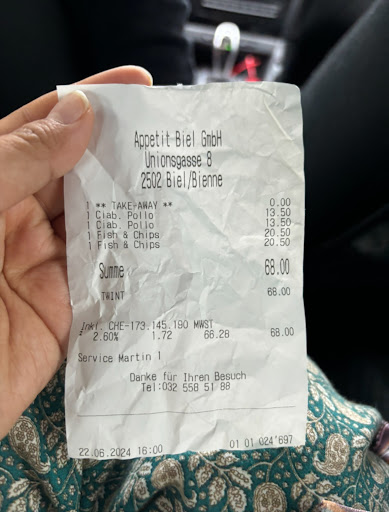 Appetit Biel GmbH
Unionsgasse 8
2502 Biel/Bienne
1 ** TAKE-AWAY ** 0.00
1 Ciab. Pollo 13.50
1 Ciab. Pollo 13.50
1 Fish & Chips 20.50
1 Fish & Chips 20.50
Summe 68.00
TWINT 68.00
Inkl. CHE-173.145.190 MWST
2.60% 1.72 66.28 68.00
Service Martin 1
Danke für Ihren Besuch
Tel:032 558 51 88
22.06.2024 16:00 01 01 024'697